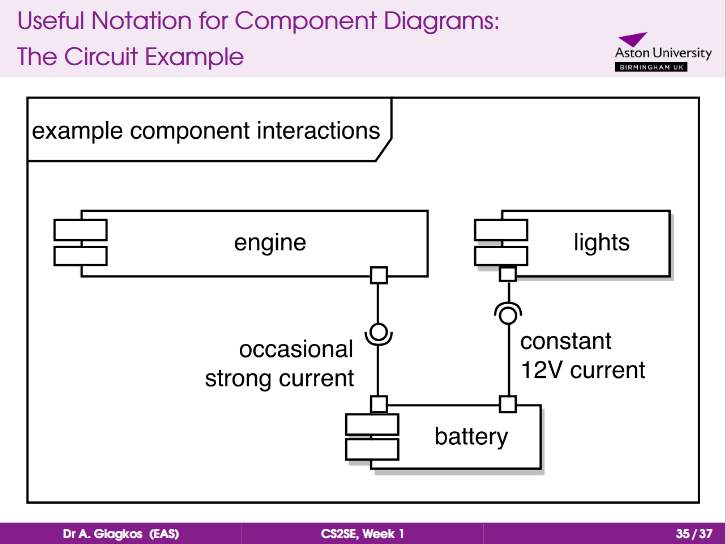 Useful Notation for Component Diagrams:
The Circuit Example
Aston University
BIRMINGHAM UK
example component interactions
engine
lights
occasional
strong current
constant
12V current
battery
Dr A. Giagkos (EAS)
CS2SE, Week 1
35 / 37